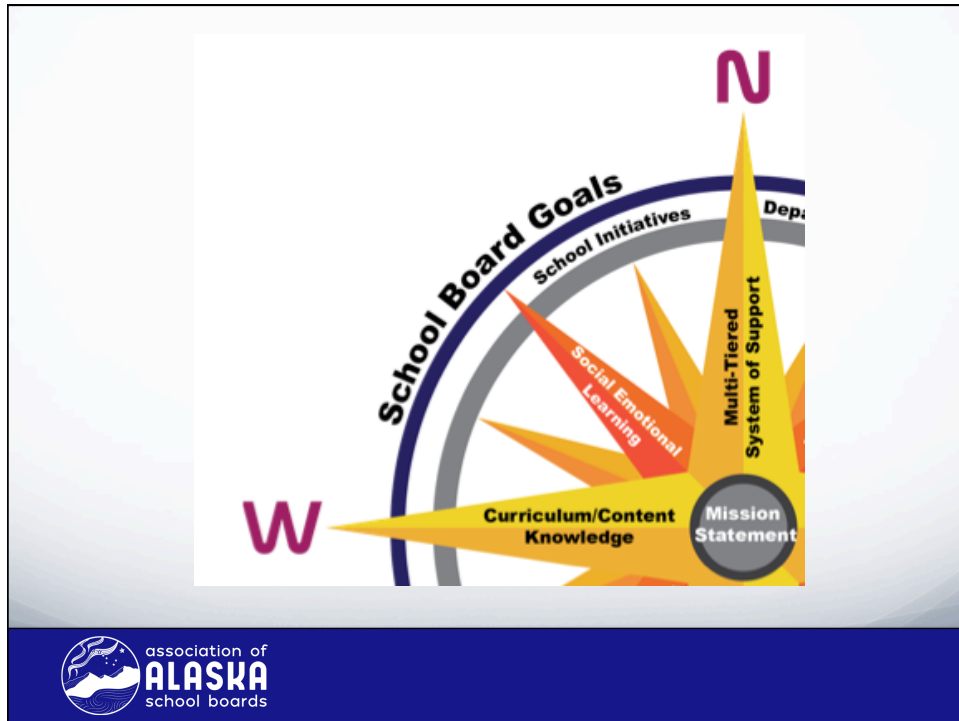 N
School Board Goals
School Initiatives
Depa
Multi-Tiered
System of Support
Social Emotional
Learning
W
Curriculum/Content
Knowledge
Mission
Statement
association of
ALASKA
school boards